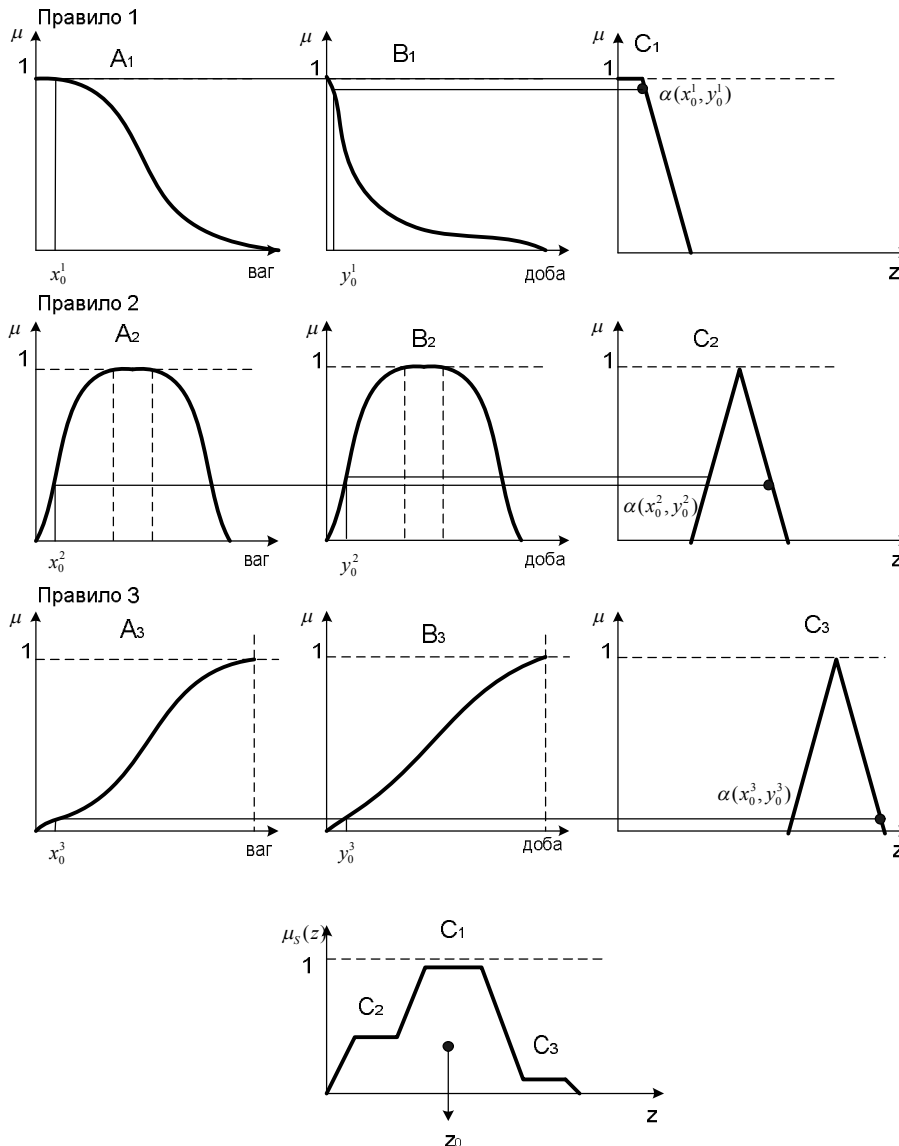 Правило 1
μ A₁ μ B₁ μ C₁
1 1 1
α(x₀¹, y₀¹)
x₀¹ ваг y₀¹ доба z
Правило 2
μ A₂ μ B₂ μ C₂
1 1 1
α(x₀², y₀²)
x₀² ваг y₀² доба z
Правило 3
μ A₃ μ B₃ μ C₃
1 1 1
α(x₀³, y₀³)
x₀³ ваг y₀³ доба z
μₛ(z) C₁
1
C₂
C₃
z
z₀